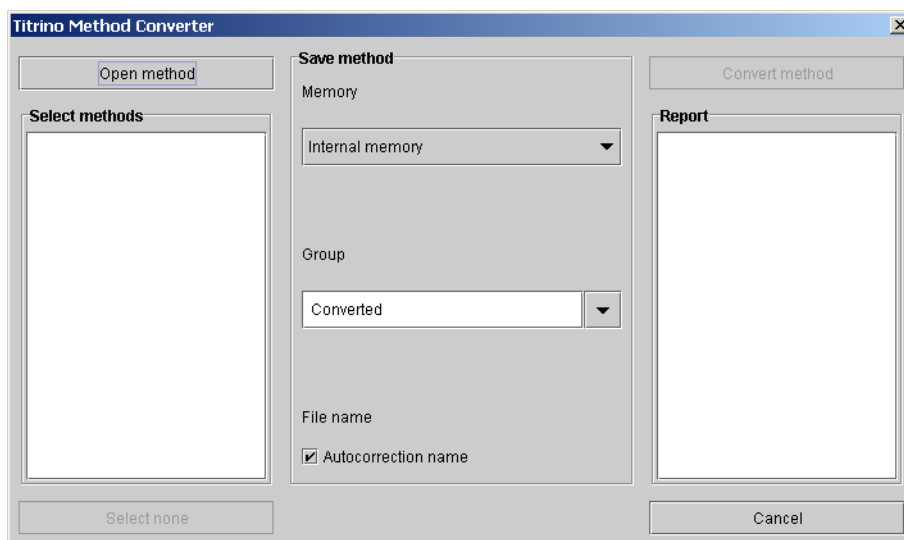 Titrino Method Converter
Open method
Select methods
Select none
Save method
Memory
Internal memory
Group
Converted
File name
Autocorrection name
Convert method
Report
Cancel